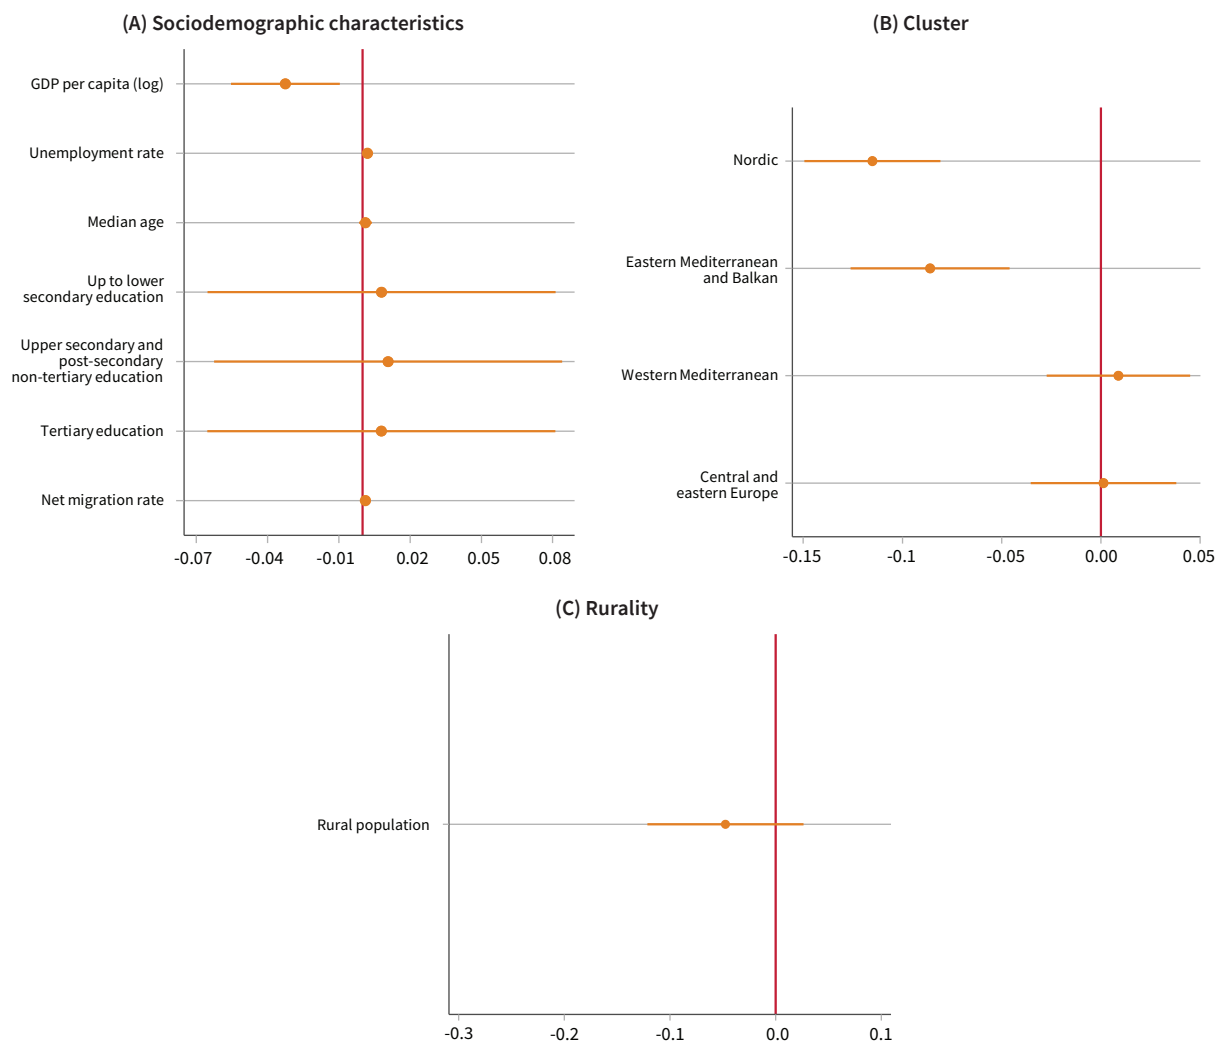 (A) Sociodemographic characteristics
GDP per capita (log)
Unemployment rate
Median age
Up to lower
secondary education
Upper secondary and
post-secondary
non-tertiary education
Tertiary education
Net migration rate
-0.07 -0.04 -0.01 0.02 0.05 0.08
(B) Cluster
Nordic
Eastern Mediterranean
and Balkan
Western Mediterranean
Central and
eastern Europe
-0.15 -0.1 -0.05 0.00 0.05
(C) Rurality
Rural population
-0.3 -0.2 -0.1 0.0 0.1